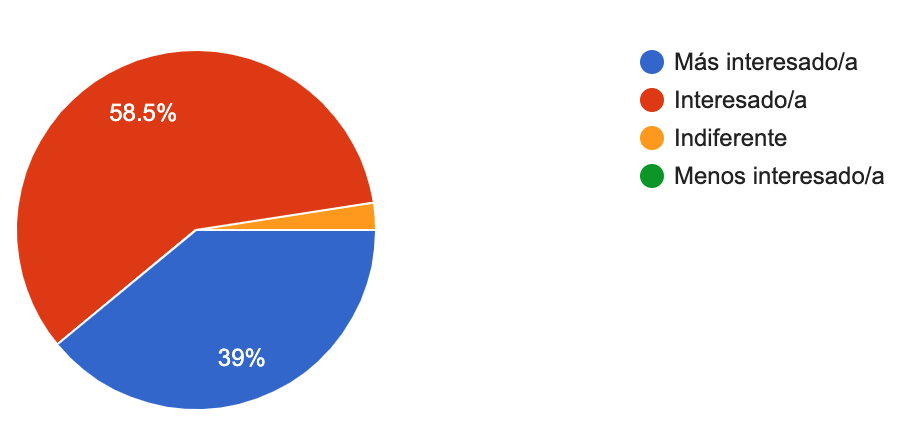 58.5%
39%
Más interesado/a
Interesado/a
Indiferente
Menos interesado/a